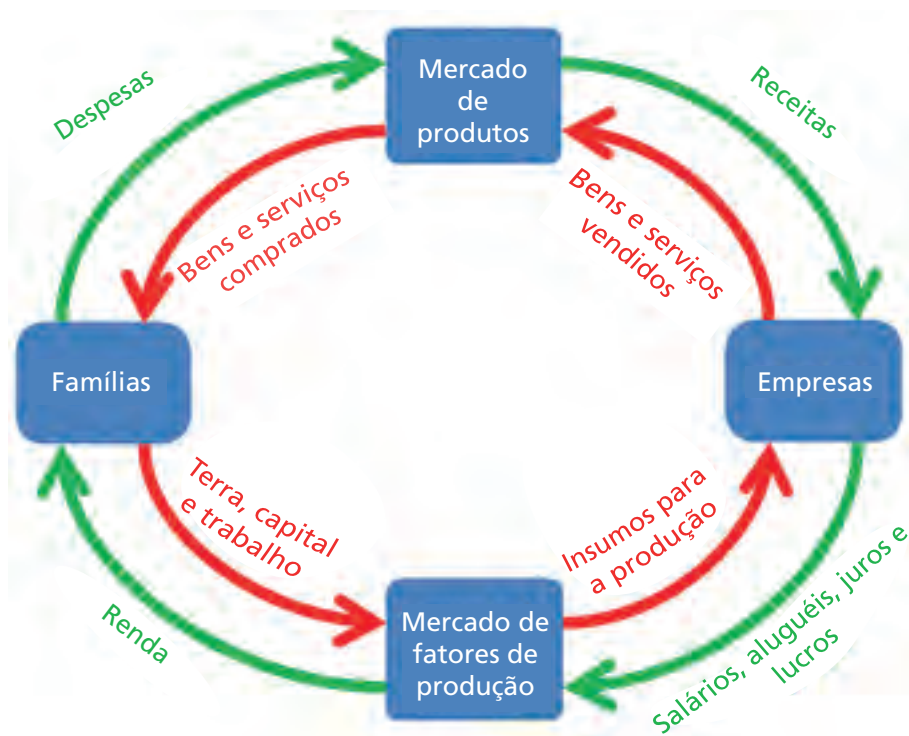 Mercado
de
produtos
Despesas
Receitas
Bens e serviços
comprados
Bens e serviços
vendidos
Famílias
Empresas
Terra, capital
e trabalho
Insumos para
a produção
Renda
Mercado de
fatores de
produção
Salários, aluguéis, juros e
lucros